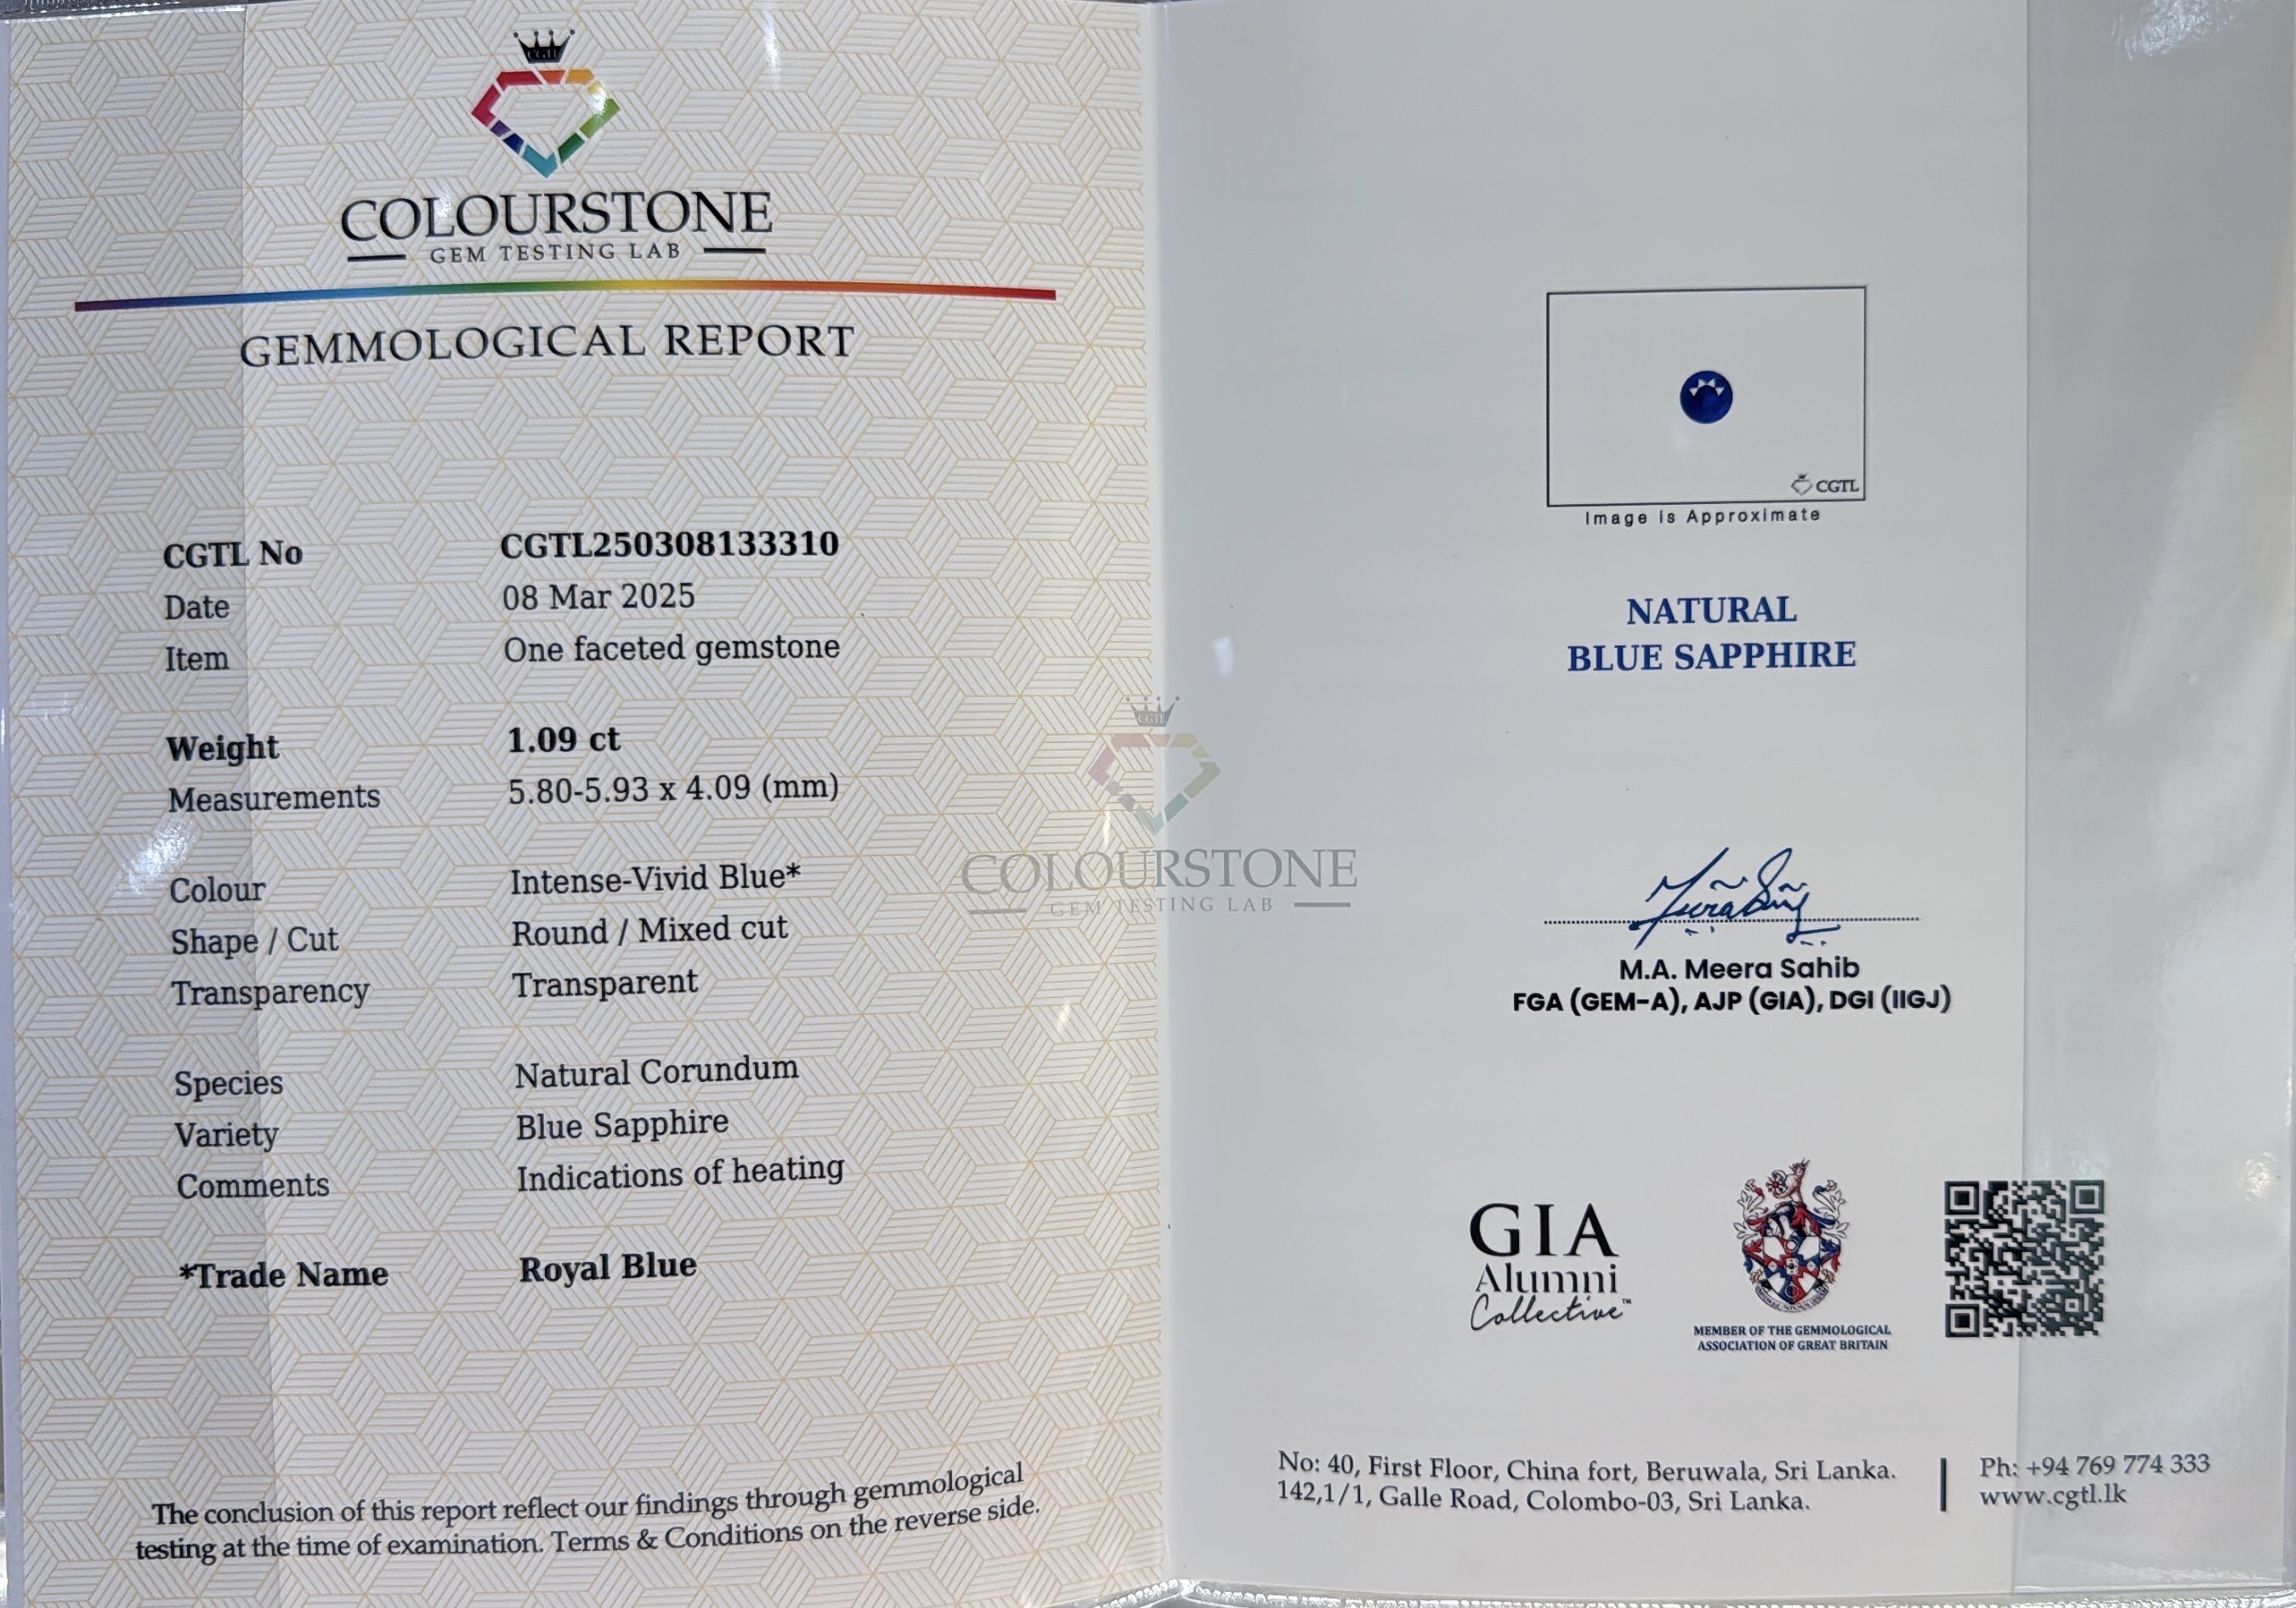 CGTL
COLOURSTONE
GEM TESTING LAB
GEMMOLOGICAL REPORT
CGTL No CGTL250308133310
Date 08 Mar 2025
Item One faceted gemstone
Weight 1.09 ct
Measurements 5.80-5.93 x 4.09 (mm)
Colour Intense-Vivid Blue*
Shape / Cut Round / Mixed cut
Transparency Transparent
Species Natural Corundum
Variety Blue Sapphire
Comments Indications of heating
*Trade Name Royal Blue
The conclusion of this report reflect our findings through gemmological
testing at the time of examination. Terms & Conditions on the reverse side.
CGTL
COLOURSTONE
GEM TESTING LAB
CGTL
Image is Approximate
NATURAL
BLUE SAPPHIRE
M.A. Meera Sahib
FGA (GEM-A), AJP (GIA), DGI (IIGJ)
GIA
Alumni
Collective™
MEMBER OF THE GEMMOLOGICAL
ASSOCIATION OF GREAT BRITAIN
No: 40, First Floor, China fort, Beruwala, Sri Lanka.
142,1/1, Galle Road, Colombo-03, Sri Lanka.
Ph: +94 769 774 333
www.cgtl.lk